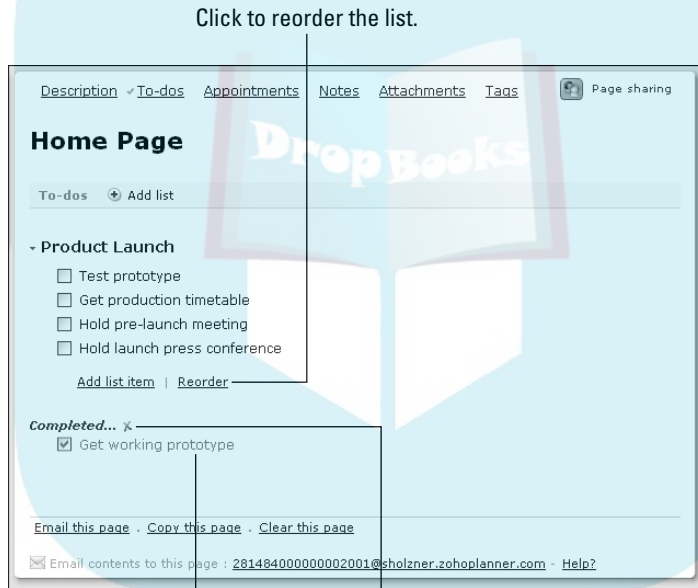 Click to reorder the list.
Description ✓ To-dos Appointments Notes Attachments Tags Page sharing
Home Page
DropBooks
To-dos Add list
Product Launch
Test prototype
Get production timetable
Hold pre-launch meeting
Hold launch press conference
Add list item | Reorder
Completed...
Get working prototype
Email this page . Copy this page . Clear this page
Email contents to this page : 281484000000002001@sholzner.zohoplanner.com - Help?